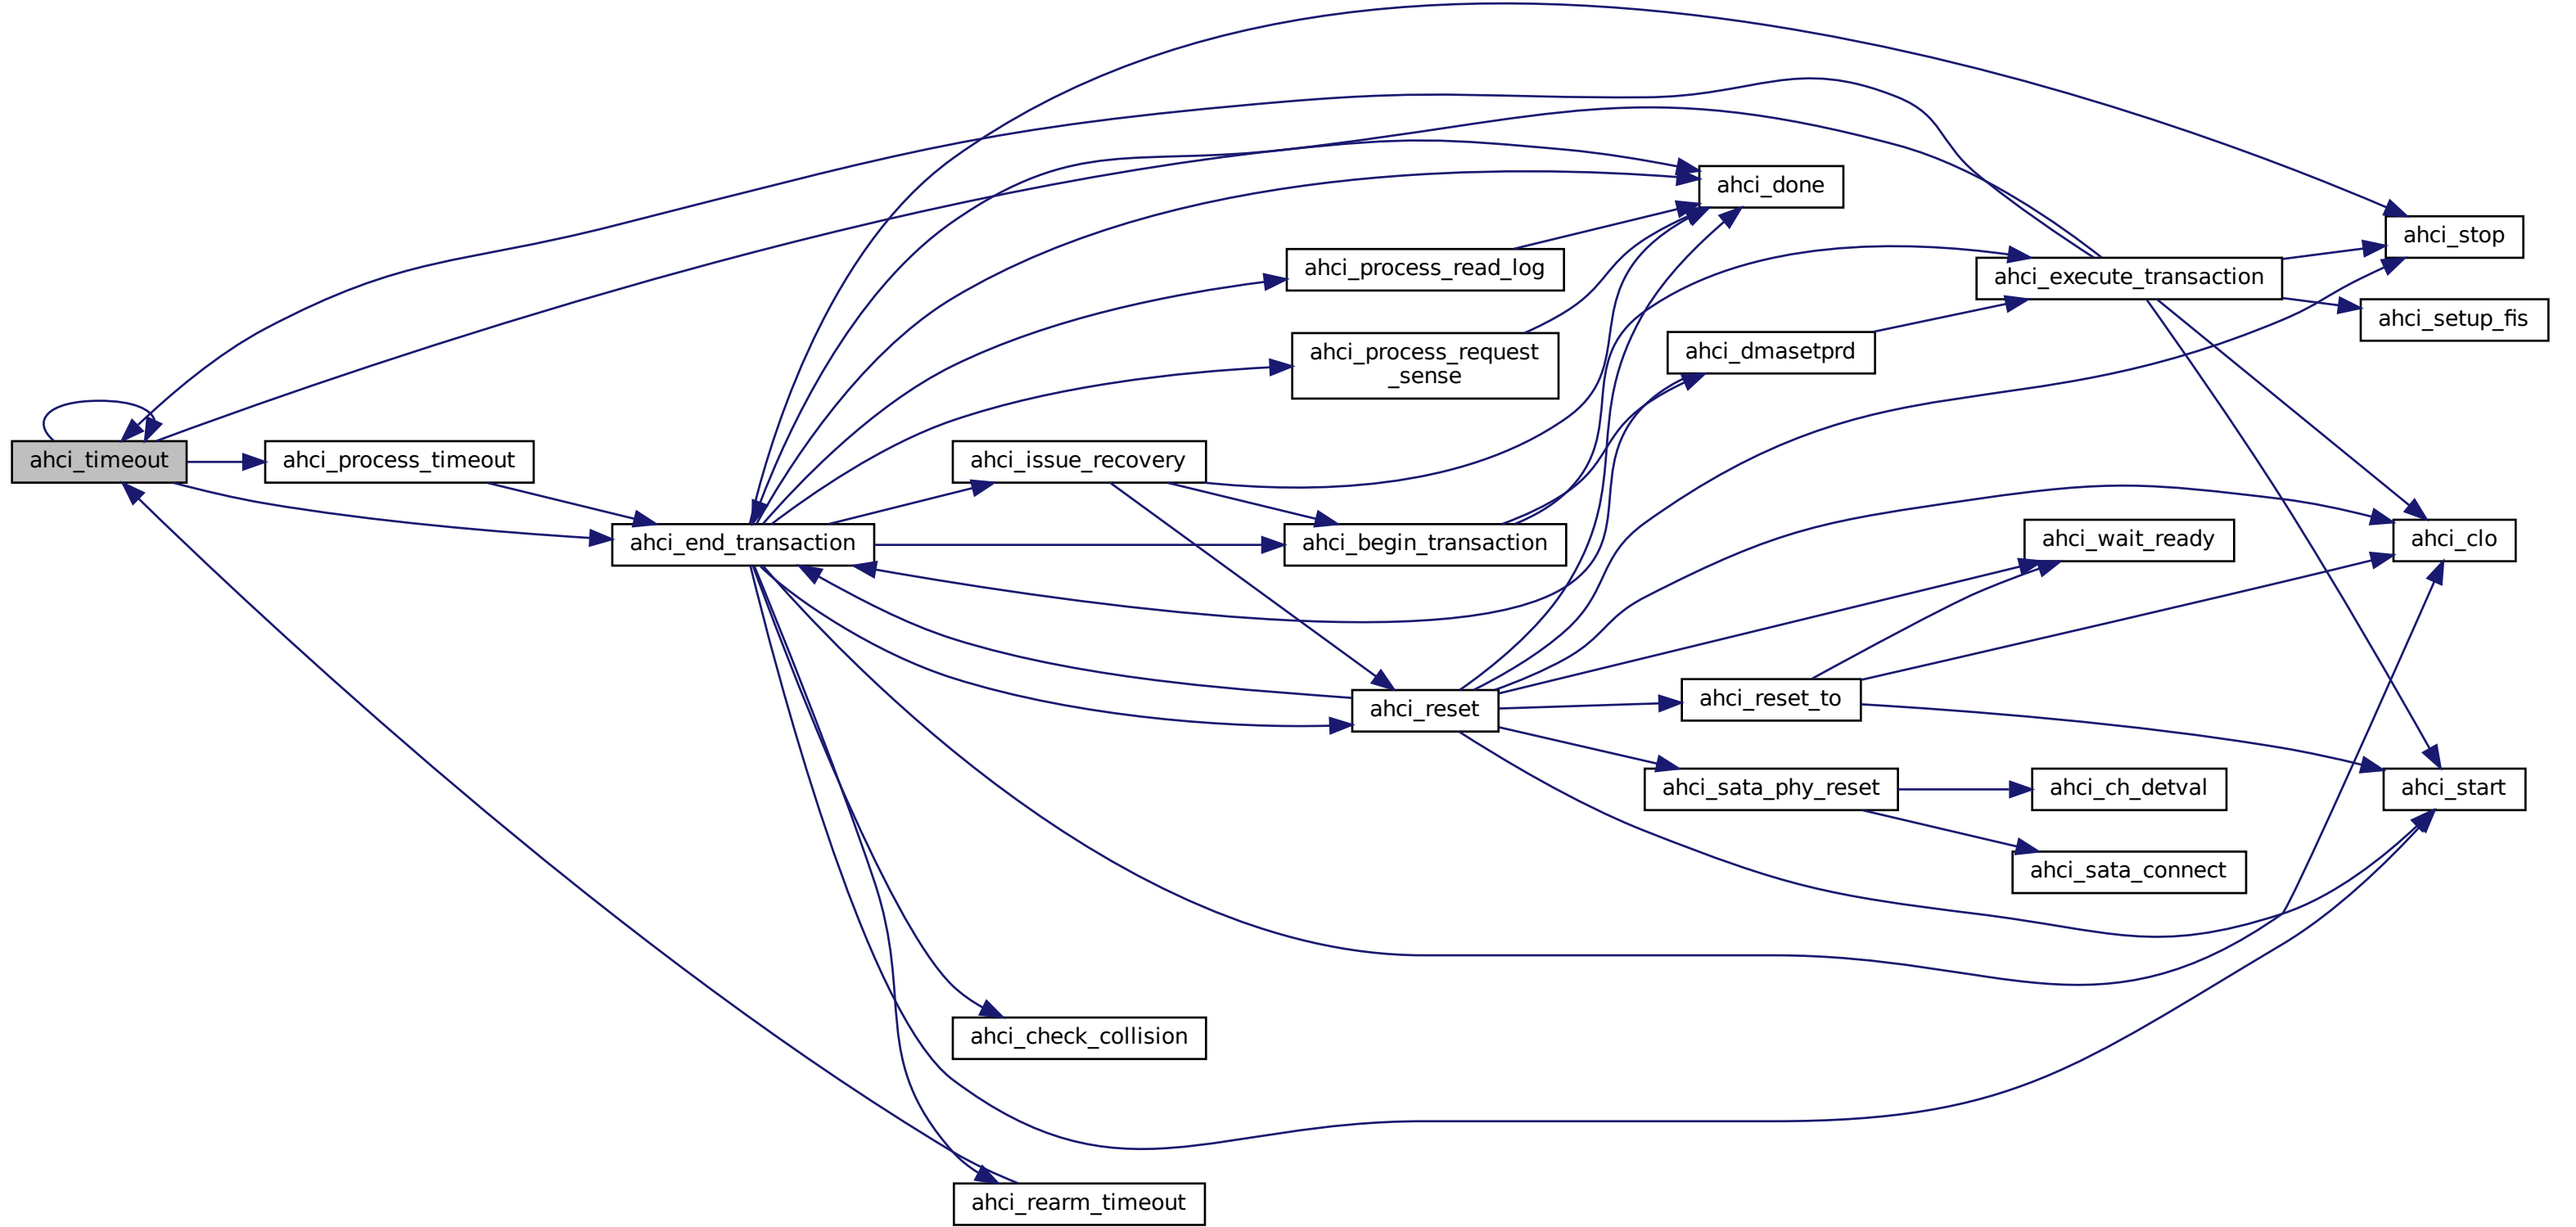 ahci_timeout
ahci_process_timeout
ahci_end_transaction
ahci_issue_recovery
ahci_check_collision
ahci_rearm_timeout
ahci_process_read_log
ahci_process_request
_sense
ahci_begin_transaction
ahci_reset
ahci_done
ahci_dmasetprd
ahci_reset_to
ahci_sata_phy_reset
ahci_execute_transaction
ahci_wait_ready
ahci_ch_detval
ahci_sata_connect
ahci_stop
ahci_setup_fis
ahci_clo
ahci_start